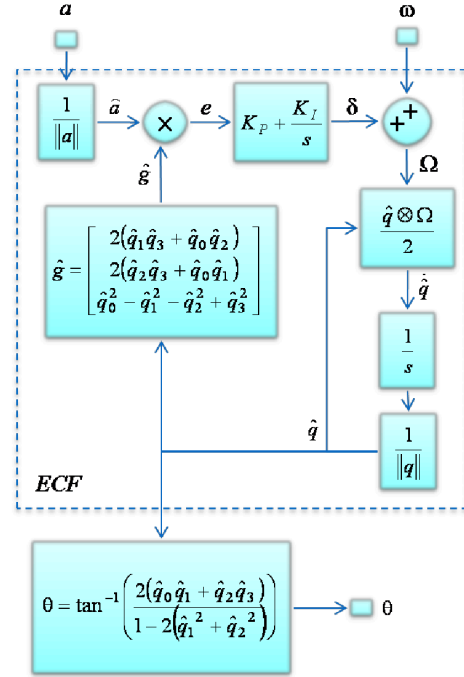 a ω
1/‖a‖ â × e K_P + K_I/s δ ++
ĝ Ω
ĝ = [ 2(q̂₁q̂₃ + q̂₀q̂₂)
2(q̂₂q̂₃ + q̂₀q̂₁)
q̂₀² − q̂₁² − q̂₂² + q̂₃² ]
q̂ ⊗ Ω / 2
q̂̇
1/s
q̂ 1/‖q‖
ECF
θ = tan⁻¹( 2(q̂₀q̂₁ + q̂₂q̂₃) / 1 − 2(q̂₁² + q̂₂²) ) θ